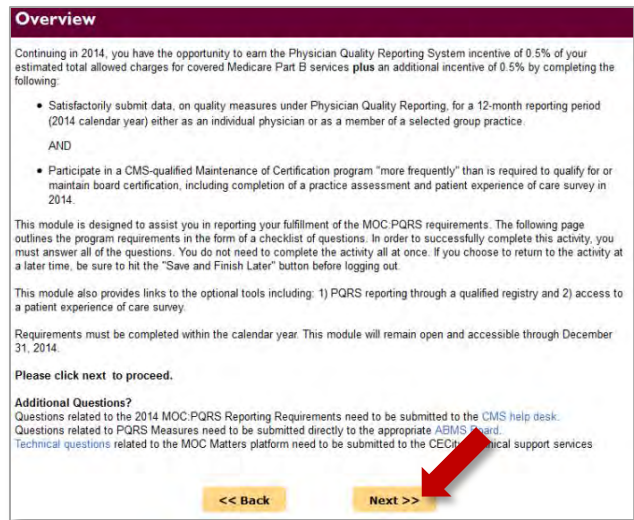 Overview
Continuing in 2014, you have the opportunity to earn the Physician Quality Reporting System incentive of 0.5% of your
estimated total allowed charges for covered Medicare Part B services plus an additional incentive of 0.5% by completing the
following:
• Satisfactorily submit data, on quality measures under Physician Quality Reporting, for a 12-month reporting period
(2014 calendar year) either as an individual physician or as a member of a selected group practice.
AND
• Participate in a CMS-qualified Maintenance of Certification program "more frequently" than is required to qualify for or
maintain board certification, including completion of a practice assessment and patient experience of care survey in
2014.
This module is designed to assist you in reporting your fulfillment of the MOC:PQRS requirements. The following page
outlines the program requirements in the form of a checklist of questions. In order to successfully complete this activity, you
must answer all of the questions. You do not need to complete the activity all at once. If you choose to return to the activity at
a later time, be sure to hit the "Save and Finish Later" button before logging out.
This module also provides links to the optional tools including: 1) PQRS reporting through a qualified registry and 2) access to
a patient experience of care survey.
Requirements must be completed within the calendar year. This module will remain open and accessible through December
31, 2014.
Please click next to proceed.
Additional Questions?
Questions related to the 2014 MOC:PQRS Reporting Requirements need to be submitted to the CMS help desk.
Questions related to PQRS Measures need to be submitted directly to the appropriate ABMS Board.
Technical questions related to the MOC Matters platform need to be submitted to the support services
<< Back Next >>